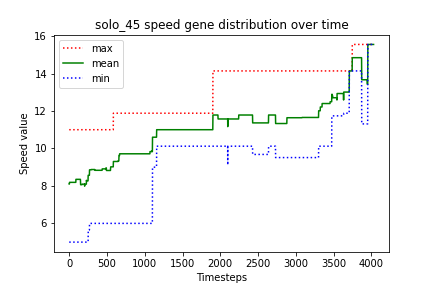 solo_45 speed gene distribution over time
max
mean
min
Speed value
16
14
12
10
8
6
0 500 1000 1500 2000 2500 3000 3500 4000
Timesteps